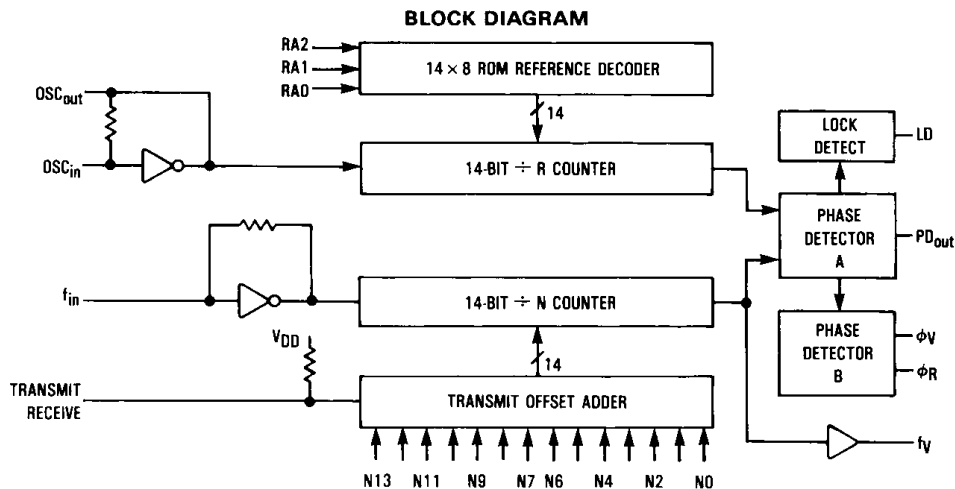 BLOCK DIAGRAM
RA2
RA1
RA0
14 × 8 ROM REFERENCE DECODER
14
OSCout
OSCin
14-BIT ÷ R COUNTER
LOCK
DETECT
LD
PHASE
DETECTOR
A
PDout
fin
14-BIT ÷ N COUNTER
VDD
14
PHASE
DETECTOR
B
ϕV
ϕR
TRANSMIT
RECEIVE
TRANSMIT OFFSET ADDER
fV
N13 N11 N9 N7 N6 N4 N2 N0